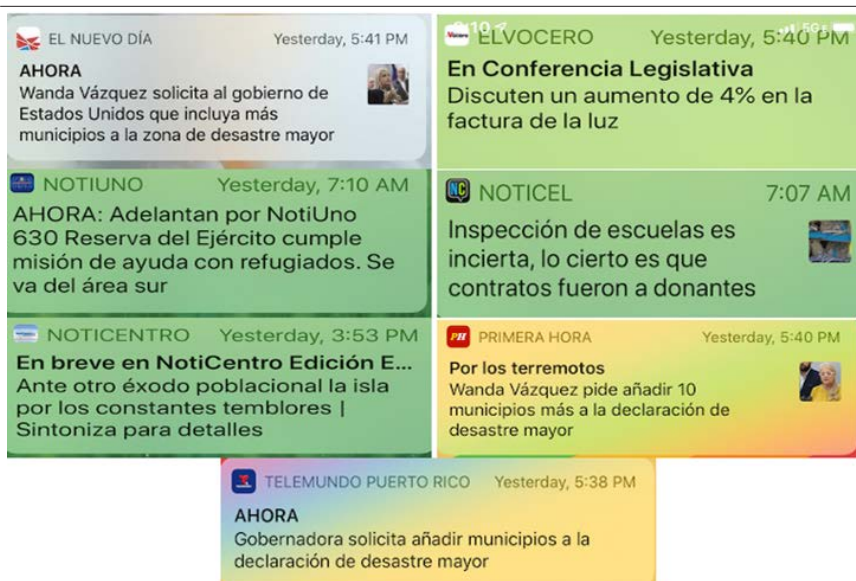 EL NUEVO DÍA Yesterday, 5:41 PM
AHORA
Wanda Vázquez solicita al gobierno de
Estados Unidos que incluya más
municipios a la zona de desastre mayor
:10
5G
ELVOCERO Yesterday, 5:40 PM
En Conferencia Legislativa
Discuten un aumento de 4% en la
factura de la luz
NOTIUNO Yesterday, 7:10 AM
AHORA: Adelantan por NotiUno
630 Reserva del Ejército cumple
misión de ayuda con refugiados. Se
va del área sur
NC NOTICEL 7:07 AM
Inspección de escuelas es
incierta, lo cierto es que
contratos fueron a donantes
NOTICENTRO Yesterday, 3:53 PM
En breve en NotiCentro Edición E...
Ante otro éxodo poblacional la isla
por los constantes temblores |
Sintoniza para detalles
PH PRIMERA HORA Yesterday, 5:40 PM
Por los terremotos
Wanda Vázquez pide añadir 10
municipios más a la declaración de
desastre mayor
TELEMUNDO PUERTO RICO Yesterday, 5:38 PM
AHORA
Gobernadora solicita añadir municipios a la
declaración de desastre mayor